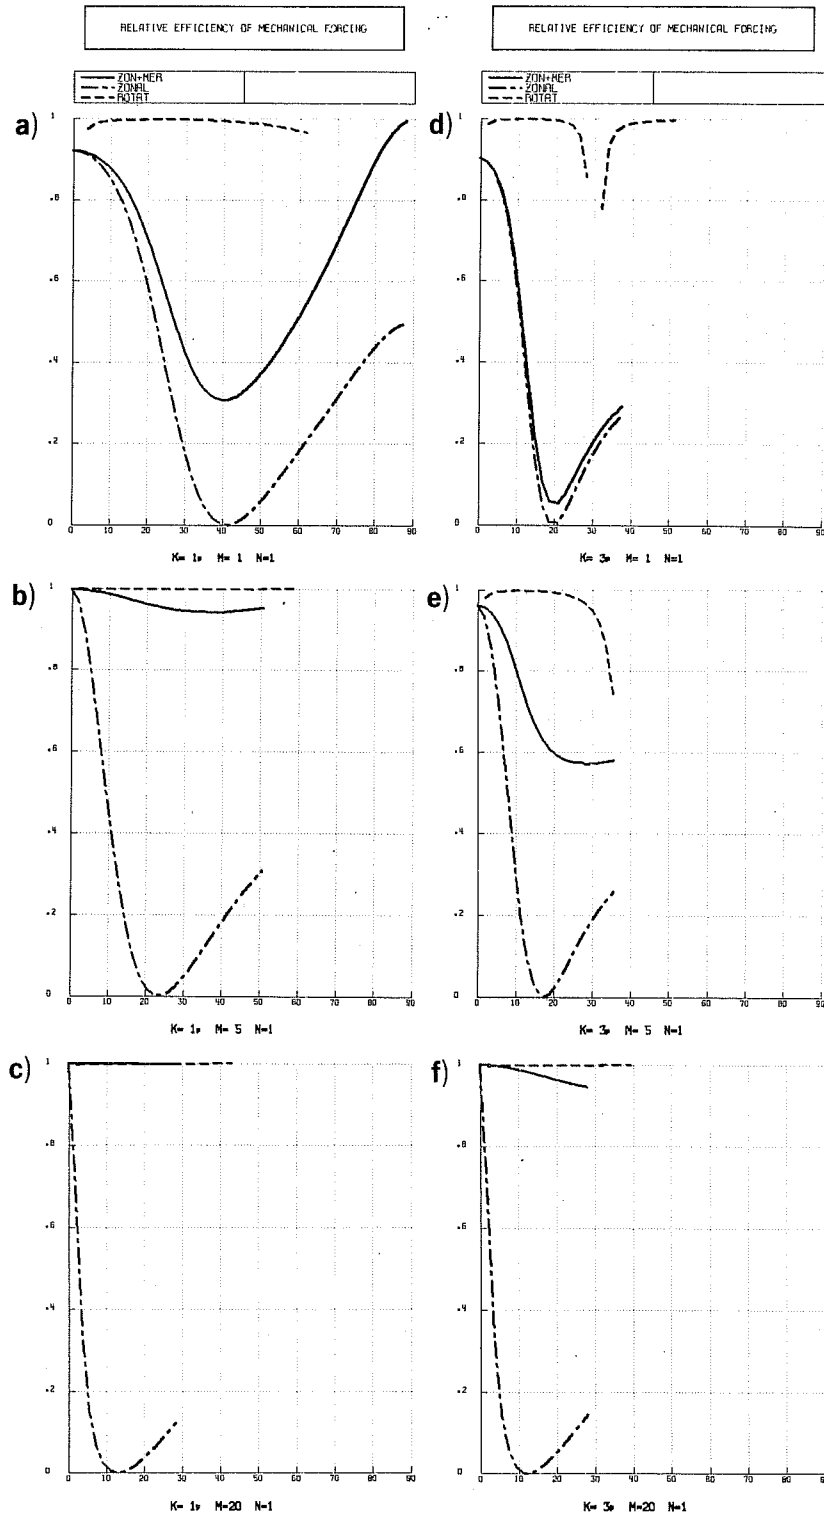 RELATIVE EFFICIENCY OF MECHANICAL FORCING
ZON+MER
ZONAL
ROTAT
a)
1
.8
.6
.4
.2
0
0 10 20 30 40 50 60 70 80 90
K= 1, M= 1 N=1
b)
1
.8
.6
.4
.2
0
0 10 20 30 40 50 60 70 80 90
K= 1, M= 5 N=1
c)
1
.8
.6
.4
.2
0
0 10 20 30 40 50 60 70 80 90
K= 1, M=20 N=1
RELATIVE EFFICIENCY OF MECHANICAL FORCING
ZON+MER
ZONAL
ROTAT
d)
1
.8
.6
.4
.2
0
0 10 20 30 40 50 60 70 80 90
K= 3, M= 1 N=1
e)
1
.8
.6
.4
.2
0
0 10 20 30 40 50 60 70 80 90
K= 3, M= 5 N=1
f)
1
.8
.6
.4
.2
0
0 10 20 30 40 50 60 70 80 90
K= 3, M=20 N=1